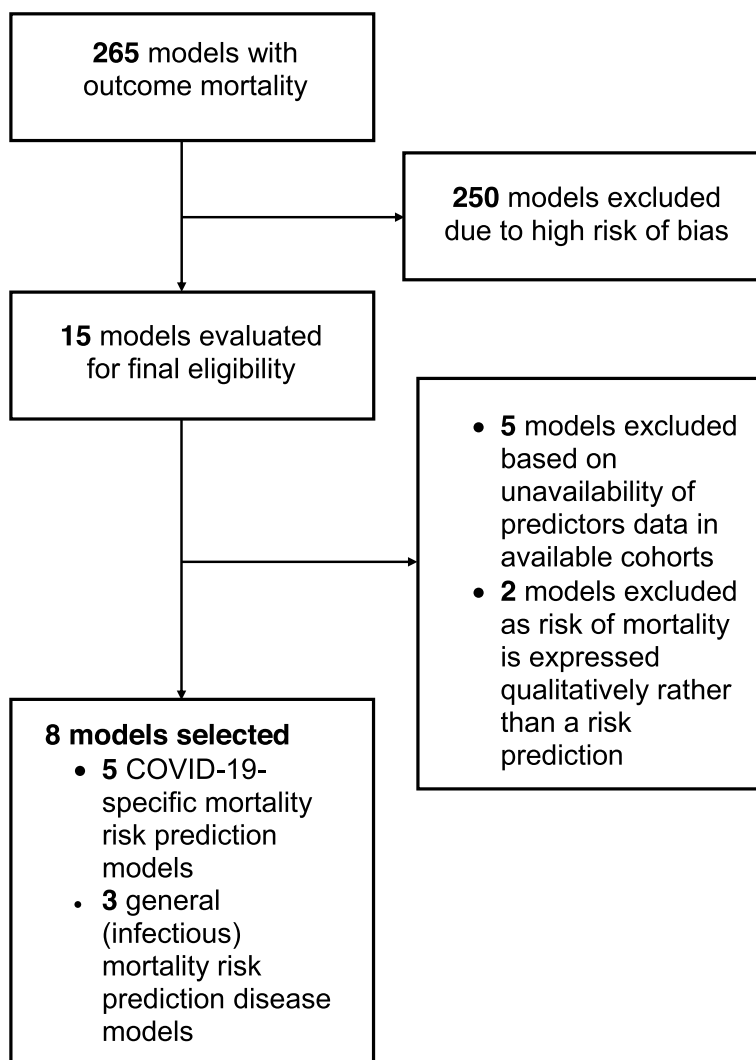 265 models with
outcome mortality
250 models excluded
due to high risk of bias
15 models evaluated
for final eligibility
• 5 models excluded
based on
unavailability of
predictors data in
available cohorts
• 2 models excluded
as risk of mortality
is expressed
qualitatively rather
than a risk
prediction
8 models selected
• 5 COVID-19-
specific mortality
risk prediction
models
• 3 general
(infectious)
mortality risk
prediction disease
models